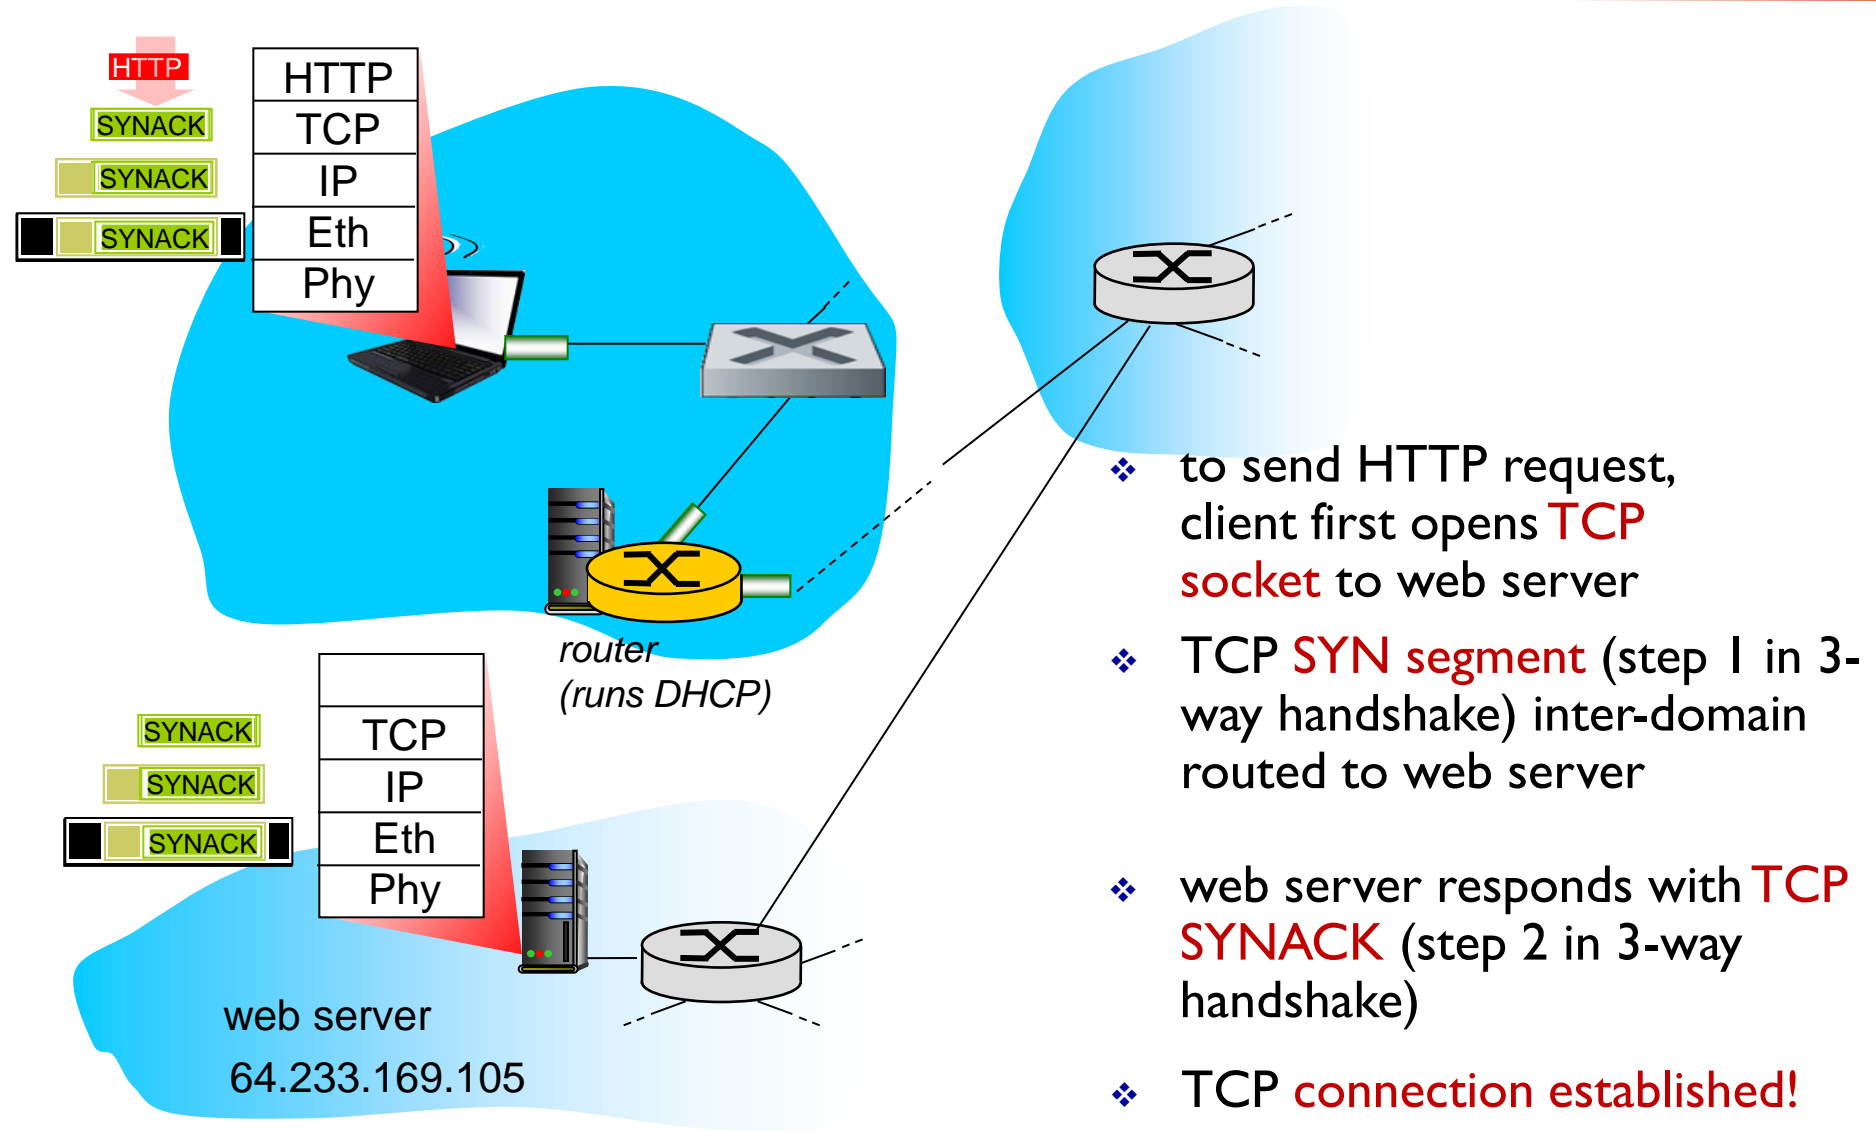 HTTP
SYNACK
SYNACK
SYNACK
HTTP
TCP
IP
Eth
Phy
router
(runs DHCP)
SYNACK
SYNACK
SYNACK
TCP
IP
Eth
Phy
web server
64.233.169.105
to send HTTP request,
client first opens TCP
socket to web server
TCP SYN segment (step 1 in 3-
way handshake) inter-domain
routed to web server
web server responds with TCP
SYNACK (step 2 in 3-way
handshake)
TCP connection established!